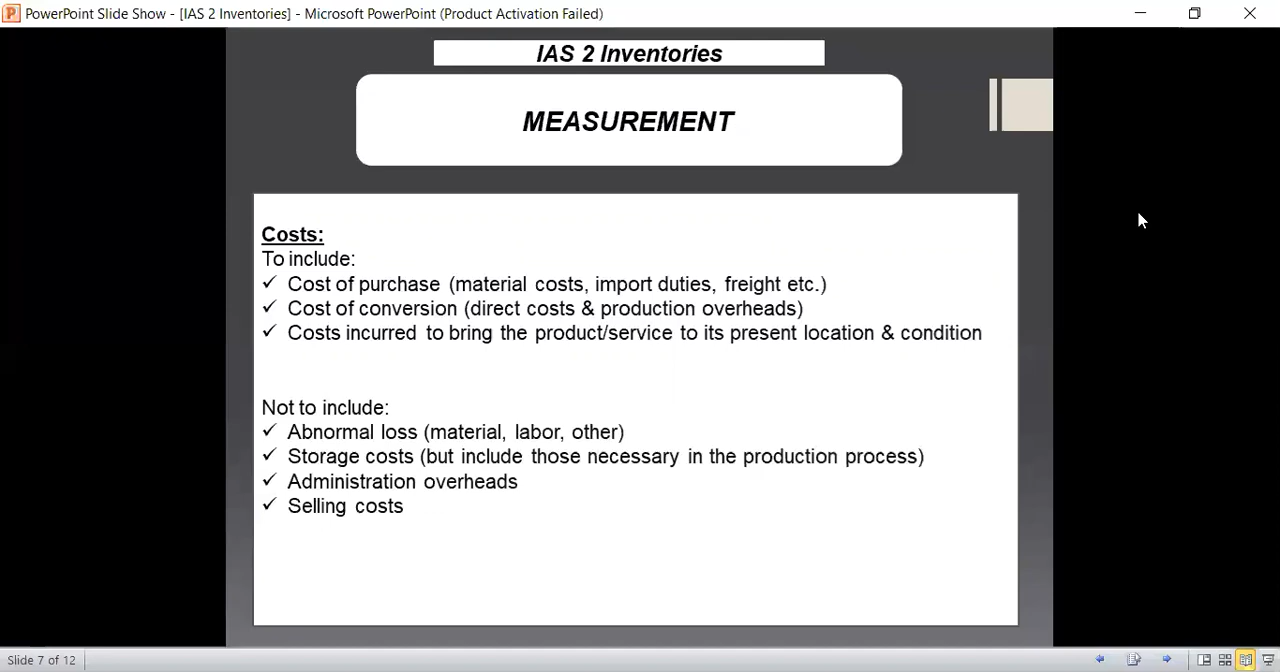 PowerPoint Slide Show - [IAS 2 Inventories] - Microsoft PowerPoint (Product Activation Failed)
IAS 2 Inventories
MEASUREMENT
Costs:
To include:
✓ Cost of purchase (material costs, import duties, freight etc.)
✓ Cost of conversion (direct costs & production overheads)
✓ Costs incurred to bring the product/service to its present location & condition
Not to include:
✓ Abnormal loss (material, labor, other)
✓ Storage costs (but include those necessary in the production process)
✓ Administration overheads
✓ Selling costs
Slide 7 of 12